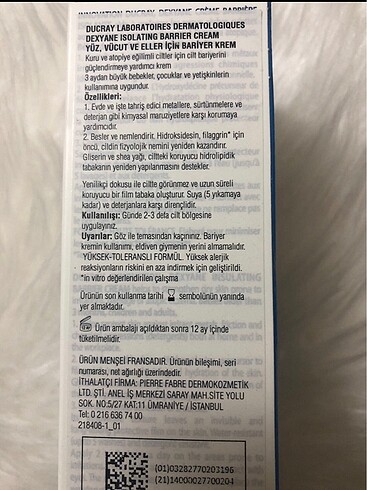 INNOVATION DUCRAY DEXYANE CRÈME BARRIÈRE
DUCRAY LABORATOIRES DERMATOLOGIQUES
DEXYANE ISOLATING BARRIER CREAM
YÜZ, VÜCUT VE ELLER İÇİN BARİYER KREM
Kuru ve atopiye eğilimli ciltler için cilt bariyerini
güçlendirmeye yardımcı krem
3 aydan büyük bebekler, çocuklar ve yetişkinlerin
kullanımına uygundur.
Özellikleri:
1. Evde ve işte tahriş edici metallere, sürtünmelere ve
deterjan gibi kimyasal maruziyetlere karşı korumaya
yardımcıdır.
2. Besler ve nemlendirir. Hidroksidesin, filaggrin* için
öncü, cildin fizyolojik nemini yeniden kazandırır.
Gliserin ve shea yağı, ciltteki koruyucu hidrolipidik
tabakanın yeniden yapılanmasını destekler.
Yenilikçi dokusu ile ciltte görünmez ve uzun süreli
koruyucu bir film tabaka oluşturur. Suya (5 yıkamaya
kadar) ve deterjanlara karşı dirençlidir.
Kullanılışı: Günde 2-3 defa cilt bölgesine
uygulayınız.
Uyarılar: Göz ile temasından kaçınınız. Bariyer
kremin kullanımı, eldiven giymenin yerini almamalıdır.
YÜKSEK-TOLERANSLI FORMÜL. Yüksek alerjik
reaksiyonların riskini en aza indirmek için geliştirildi.
*in vitro değerlendirilen çalışma
Ürünün son kullanma tarihi sembolünün yanında
yer almaktadır.
Ürün ambalajı açıldıktan sonra 12 ay içinde
tüketilmelidir.
ÜRÜN MENŞEİ FRANSADIR. Ürünün bileşimi, seri
numarası, net ağırlığı üzerindedir.
İTHALATÇI FİRMA: PIERRE FABRE DERMOKOZMETİK
LTD. ŞTİ. ANEL İŞ MERKEZİ SARAY MAH.SİTE YOLU
SOK. NO:5/27 KAT:11 ÜMRANİYE / İSTANBUL
Tel: 0 216 636 74 00
218408-1_01
(01)03282770203196
(21)14000027700204